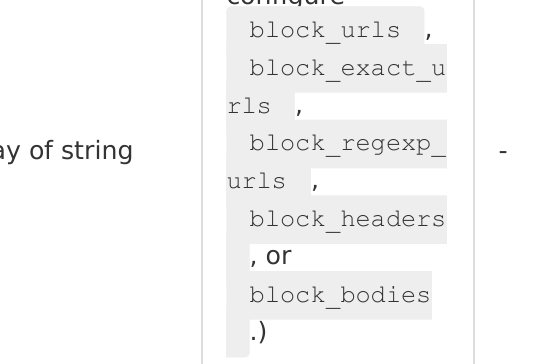 configure
block_urls ,
block_exact_u
rls ,
ay of string
block_regexp_
urls ,
-
block_headers
, or
block_bodies
.)